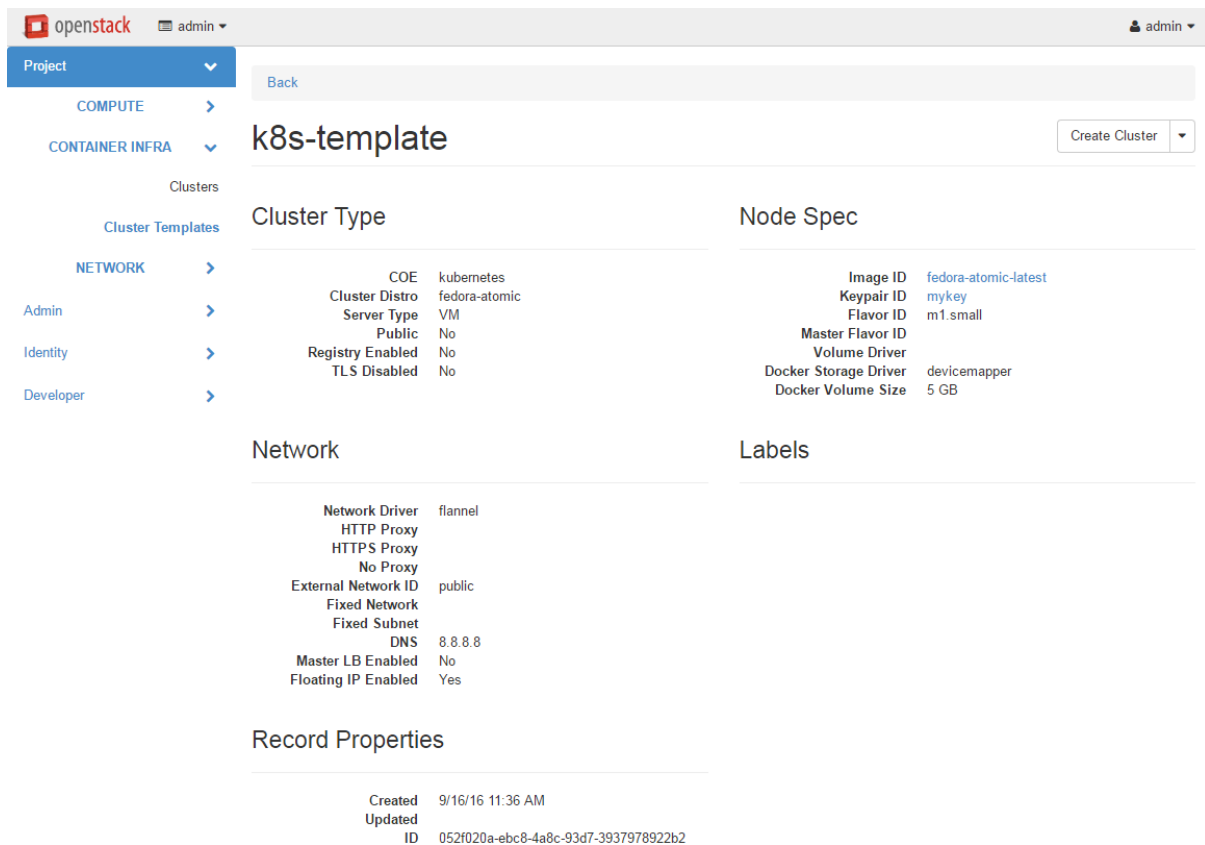 openstack admin admin
Project
COMPUTE
CONTAINER INFRA
Clusters
Cluster Templates
NETWORK
Admin
Identity
Developer
Back
k8s-template
Create Cluster
Cluster Type
COE kubernetes
Cluster Distro fedora-atomic
Server Type VM
Public No
Registry Enabled No
TLS Disabled No
Node Spec
Image ID fedora-atomic-latest
Keypair ID mykey
Flavor ID m1.small
Master Flavor ID
Volume Driver
Docker Storage Driver devicemapper
Docker Volume Size 5 GB
Network
Network Driver flannel
HTTP Proxy
HTTPS Proxy
No Proxy
External Network ID public
Fixed Network
Fixed Subnet
DNS 8.8.8.8
Master LB Enabled No
Floating IP Enabled Yes
Labels
Record Properties
Created 9/16/16 11:36 AM
Updated
ID 052f020a-ebc8-4a8c-93d7-3937978922b2